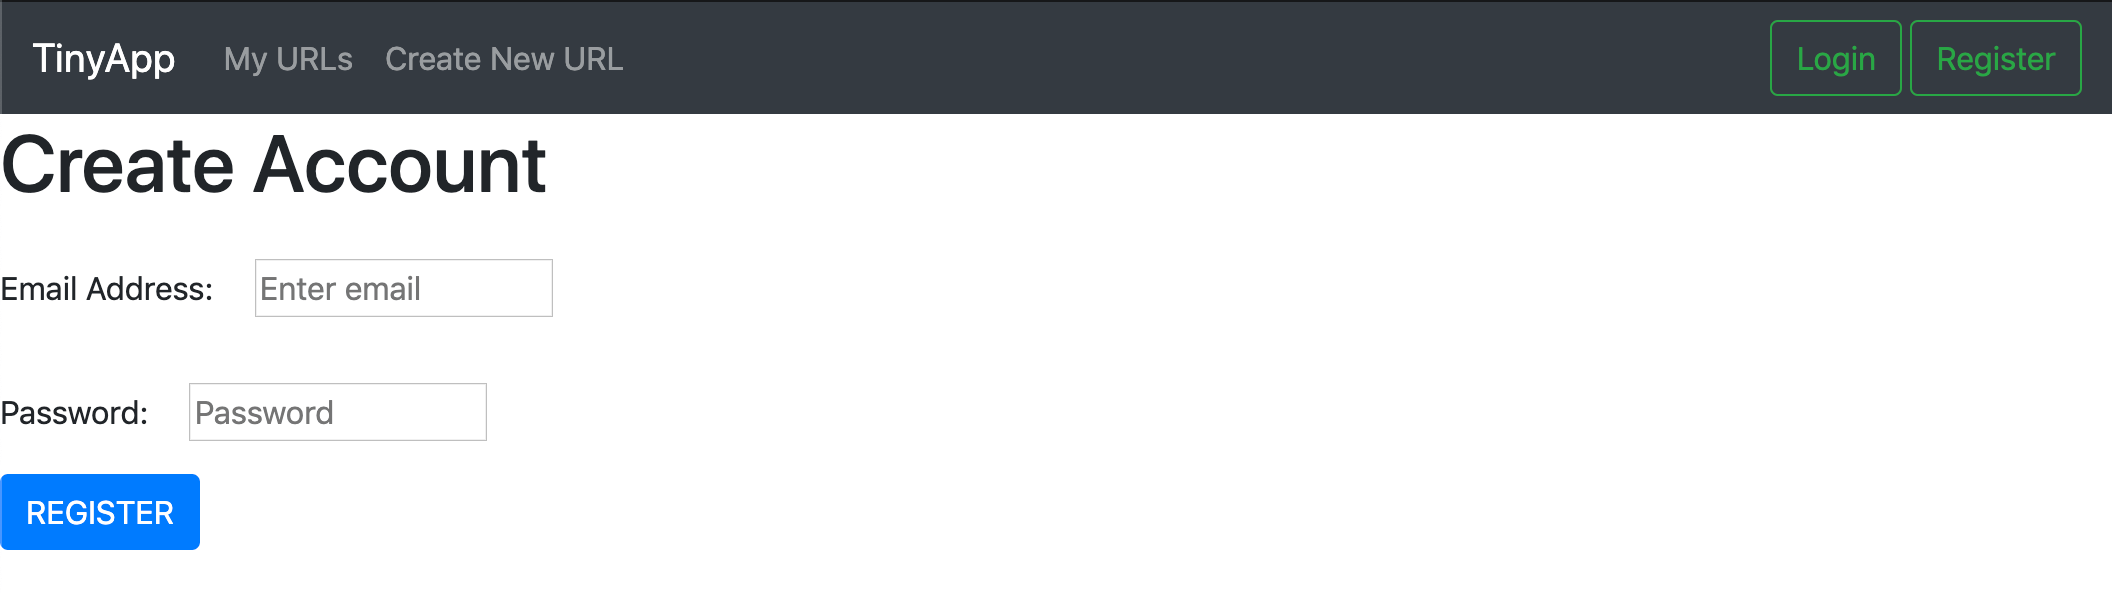 TinyApp My URLs Create New URL Login Register
Create Account
Email Address: Enter email
Password: Password
REGISTER